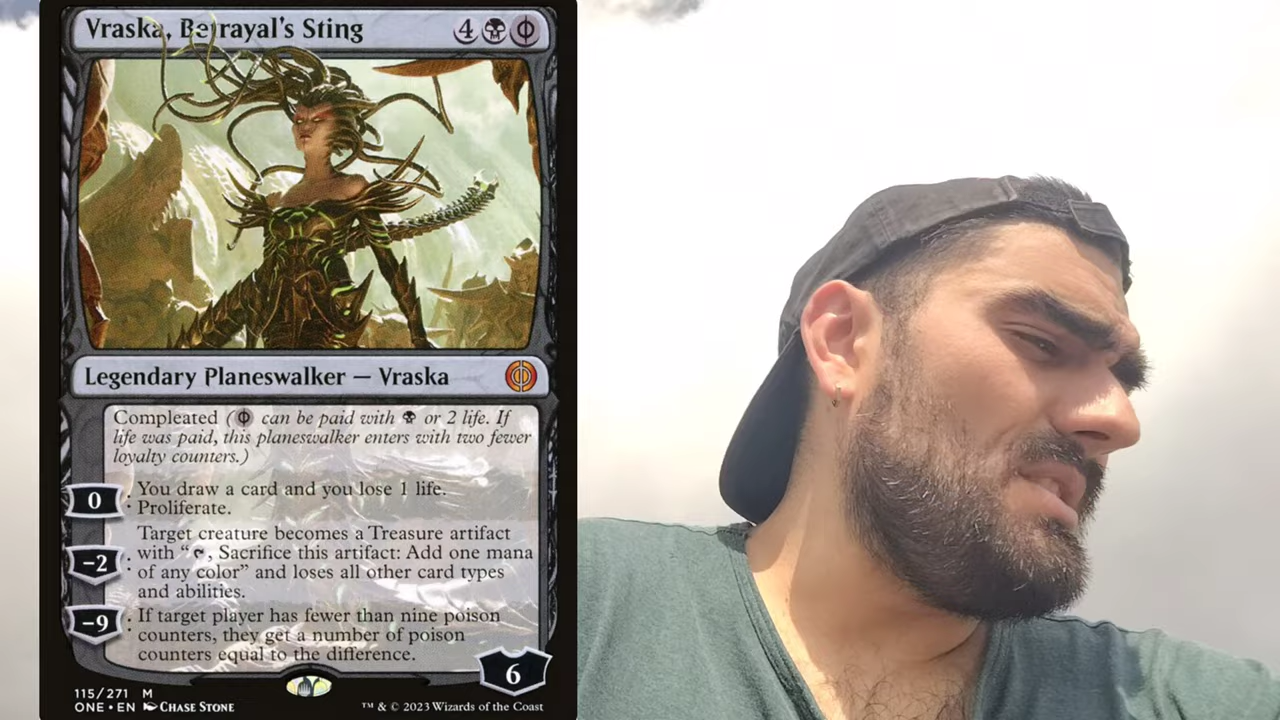 Vraska, Betrayal's Sting 4
Legendary Planeswalker — Vraska
Compleated (Φ can be paid with or 2 life. If
life was paid, this planeswalker enters with two fewer
loyalty counters.)
0 : You draw a card and you lose 1 life.
Proliferate.
Target creature becomes a Treasure artifact
with “ , Sacrifice this artifact: Add one mana
−2 : of any color” and loses all other card types
and abilities.
If target player has fewer than nine poison
−9 : counters, they get a number of poison
counters equal to the difference.
6
115/271 M
ONE • EN CHASE STONE
™ & © 2023 Wizards of the Coast